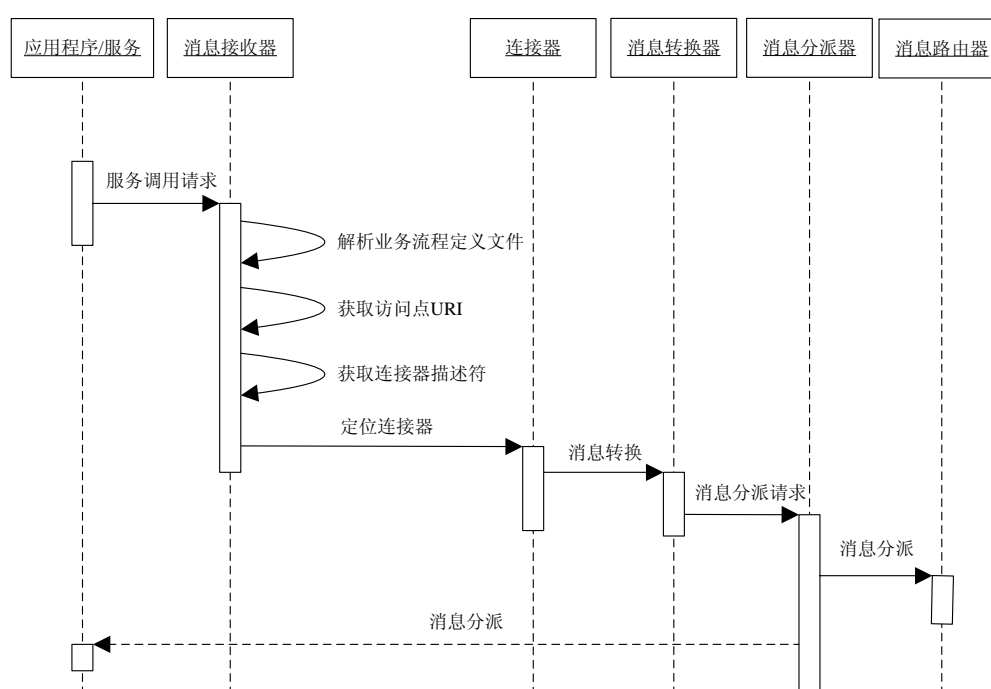 应用程序/服务
消息接收器
连接器
消息转换器
消息分派器
消息路由器
服务调用请求
解析业务流程定义文件
获取访问点URI
获取连接器描述符
定位连接器
消息转换
消息分派请求
消息分派
消息分派